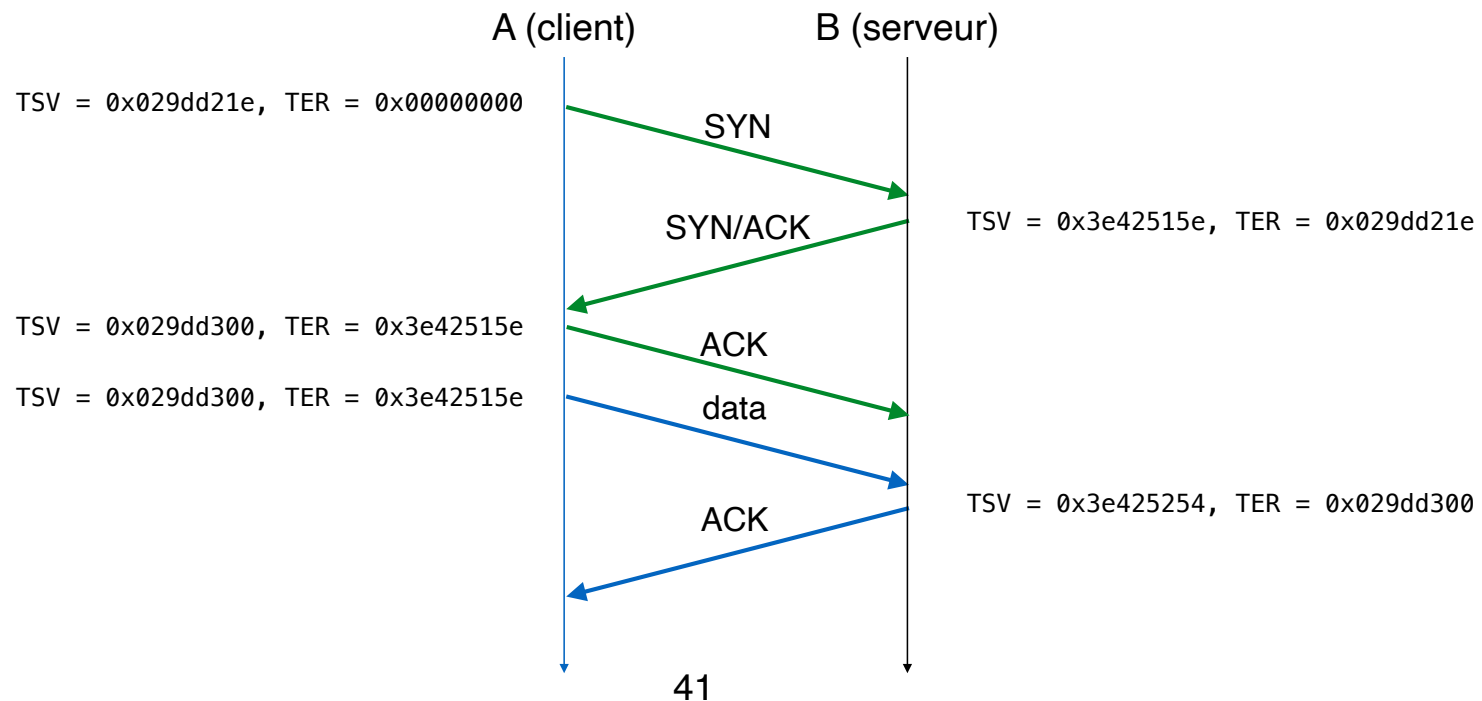 A (client)
B (serveur)
TSV = 0x029dd21e, TER = 0x00000000
SYN
SYN/ACK
TSV = 0x3e42515e, TER = 0x029dd21e
TSV = 0x029dd300, TER = 0x3e42515e
ACK
TSV = 0x029dd300, TER = 0x3e42515e
data
TSV = 0x3e425254, TER = 0x029dd300
ACK
41